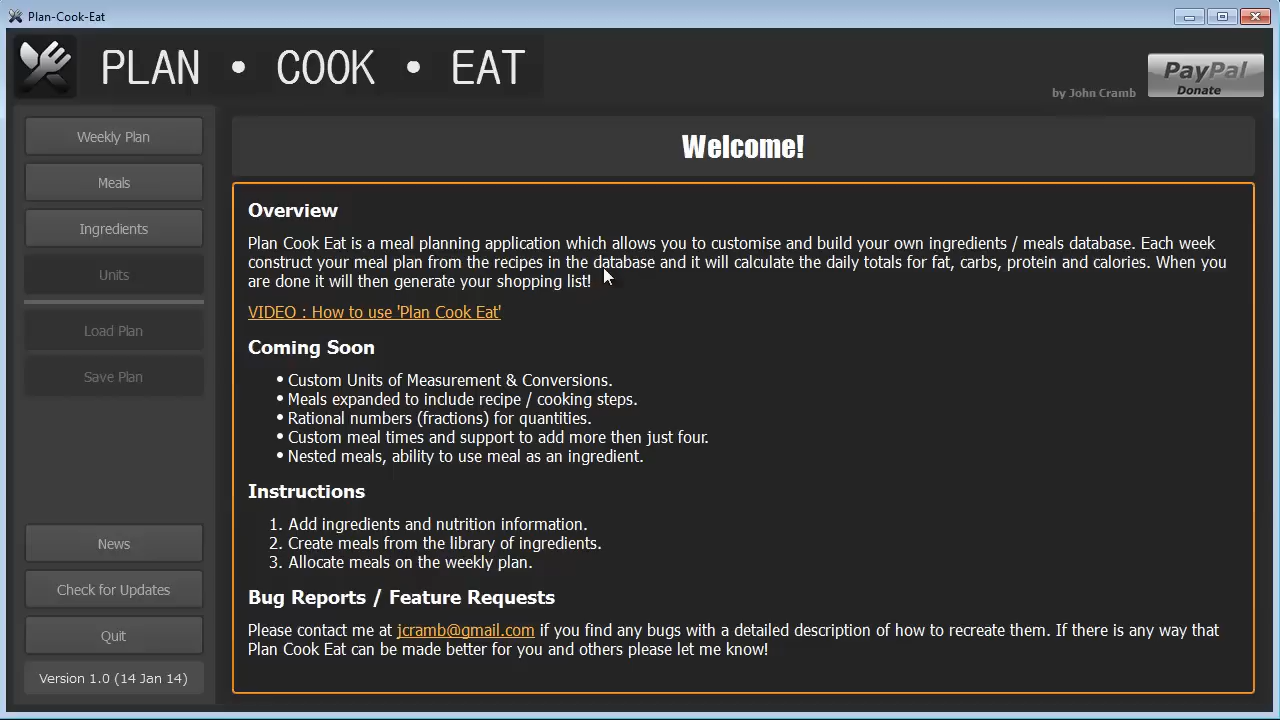 Plan-Cook-Eat
PLAN • COOK • EAT
by John Cramb
PayPal
Donate
Weekly Plan
Meals
Ingredients
Units
Load Plan
Save Plan
News
Check for Updates
Quit
Version 1.0 (14 Jan 14)
Welcome!
Overview
Plan Cook Eat is a meal planning application which allows you to customise and build your own ingredients / meals database. Each week
construct your meal plan from the recipes in the database and it will calculate the daily totals for fat, carbs, protein and calories. When you
are done it will then generate your shopping list!
VIDEO : How to use 'Plan Cook Eat'
Coming Soon
• Custom Units of Measurement & Conversions.
• Meals expanded to include recipe / cooking steps.
• Rational numbers (fractions) for quantities.
• Custom meal times and support to add more then just four.
• Nested meals, ability to use meal as an ingredient.
Instructions
1. Add ingredients and nutrition information.
2. Create meals from the library of ingredients.
3. Allocate meals on the weekly plan.
Bug Reports / Feature Requests
Please contact me at jcramb@gmail.com if you find any bugs with a detailed description of how to recreate them. If there is any way that
Plan Cook Eat can be made better for you and others please let me know!